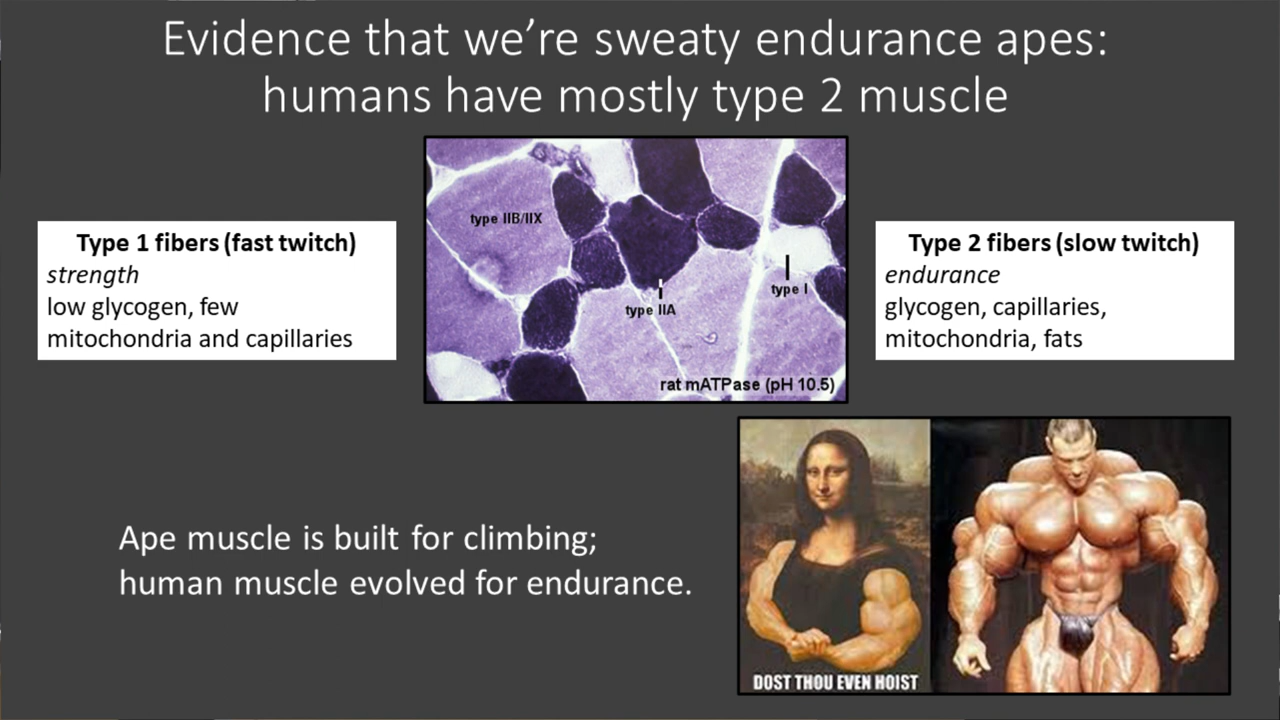 Evidence that we’re sweaty endurance apes:
humans have mostly type 2 muscle
Type 1 fibers (fast twitch)
strength
low glycogen, few
mitochondria and capillaries
type IIB/IIX
type IIA
type I
rat mATPase (pH 10.5)
Type 2 fibers (slow twitch)
endurance
glycogen, capillaries,
mitochondria, fats
Ape muscle is built for climbing;
human muscle evolved for endurance.
DOST THOU EVEN HOIST